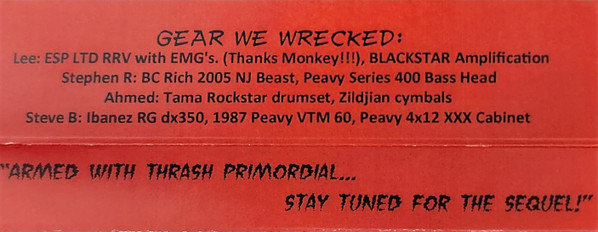 GEAR WE WRECKED:
Lee: ESP LTD RRV with EMG's. (Thanks Monkey!!!), BLACKSTAR Amplification
Stephen R: BC Rich 2005 NJ Beast, Peavy Series 400 Bass Head
Ahmed: Tama Rockstar drumset, Zildjian cymbals
Steve B: Ibanez RG dx350, 1987 Peavy VTM 60, Peavy 4x12 XXX Cabinet
"ARMED WITH THRASH PRIMORDIAL...
STAY TUNED FOR THE SEQUEL!"